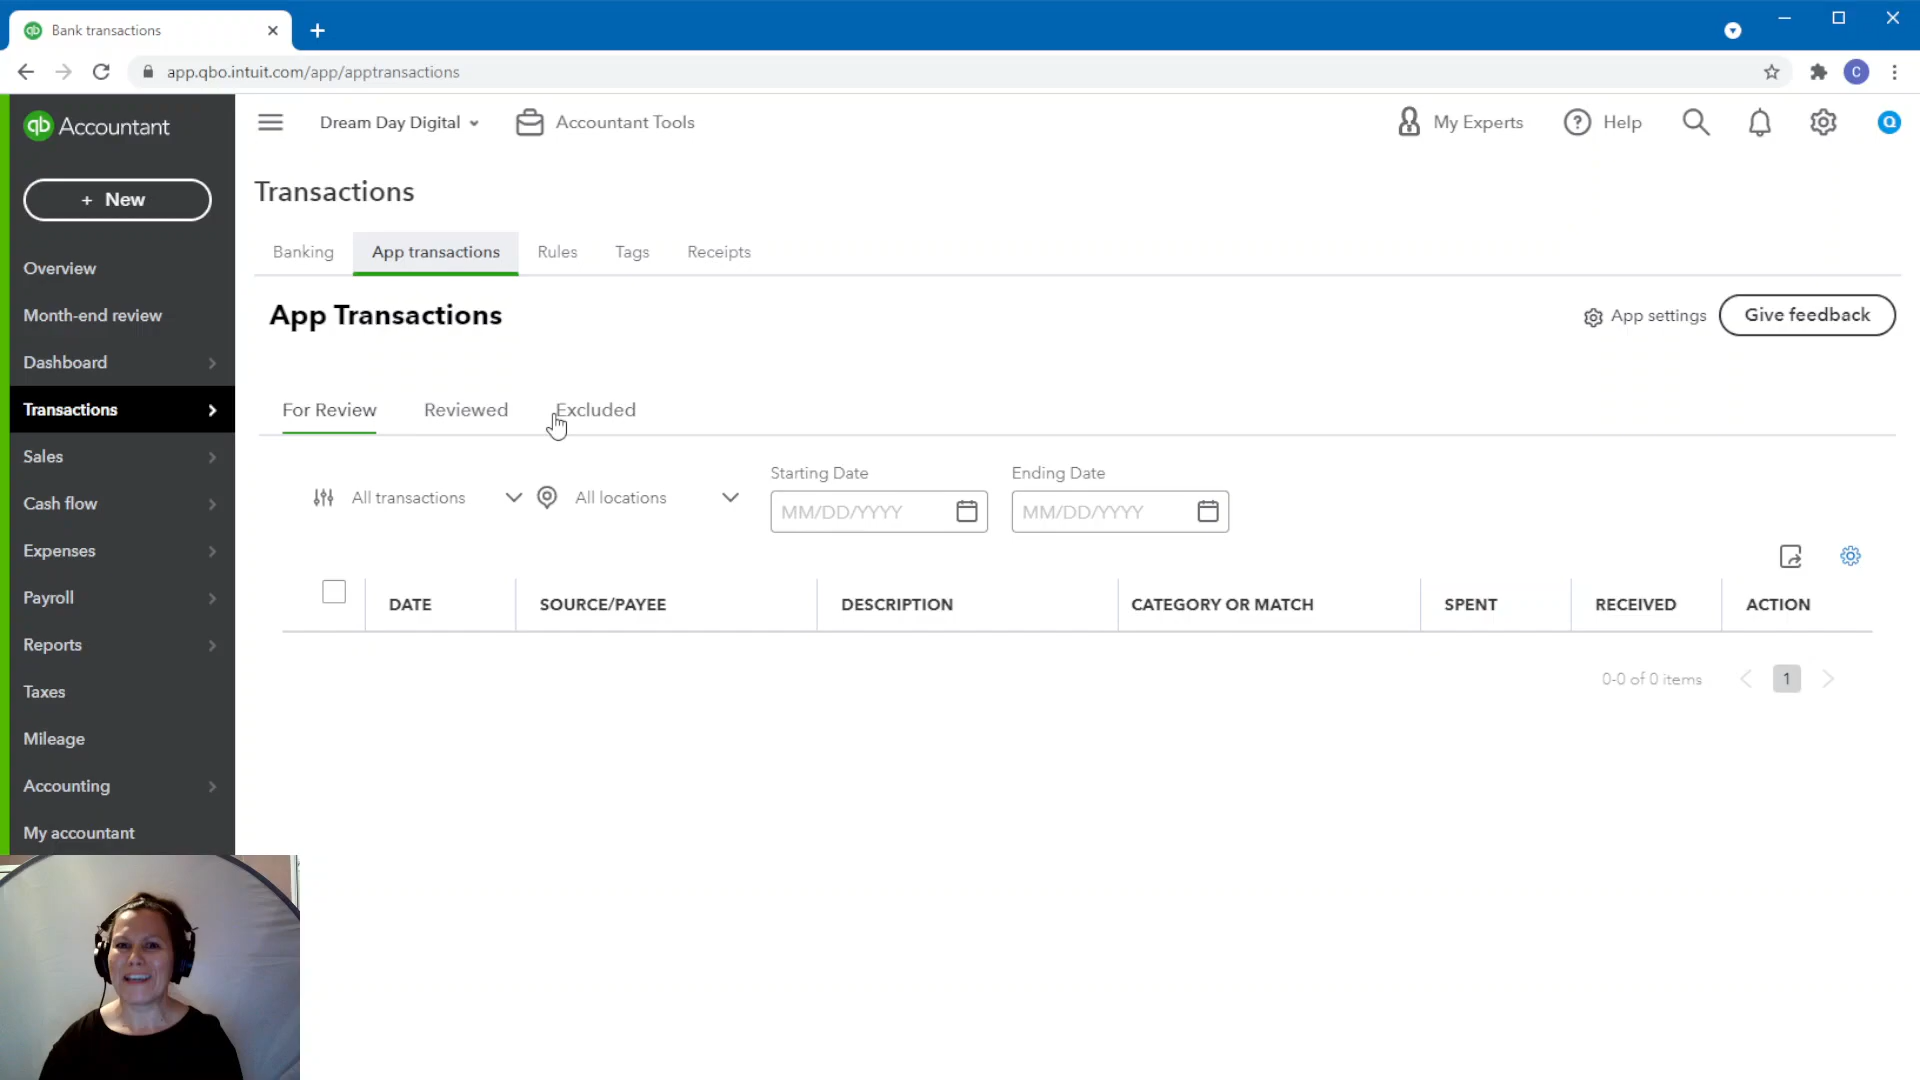 Bank transactions
app.qbo.intuit.com/app/apptransactions
C
qb Accountant
Dream Day Digital
Accountant Tools
My Experts
? Help
Q
+ New
Overview
Month-end review
Dashboard
Transactions
Sales
Cash flow
Expenses
Payroll
Reports
Taxes
Mileage
Accounting
My accountant
Transactions
Banking App transactions Rules Tags Receipts
App Transactions
App settings
Give feedback
For Review Reviewed Excluded
Starting Date Ending Date
All transactions All locations MM/DD/YYYY MM/DD/YYYY
DATE SOURCE/PAYEE DESCRIPTION CATEGORY OR MATCH SPENT RECEIVED ACTION
0-0 of 0 items 1